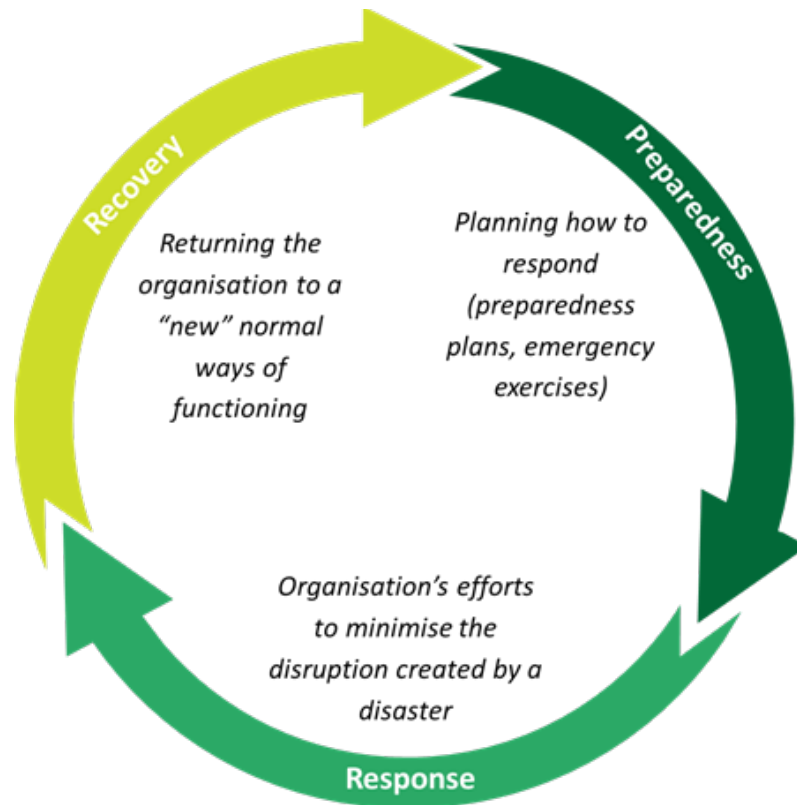 Recovery
Returning the
organisation to a
“new” normal
ways of
functioning
Preparedness
Planning how to
respond
(preparedness
plans, emergency
exercises)
Organisation’s efforts
to minimise the
disruption created by a
disaster
Response